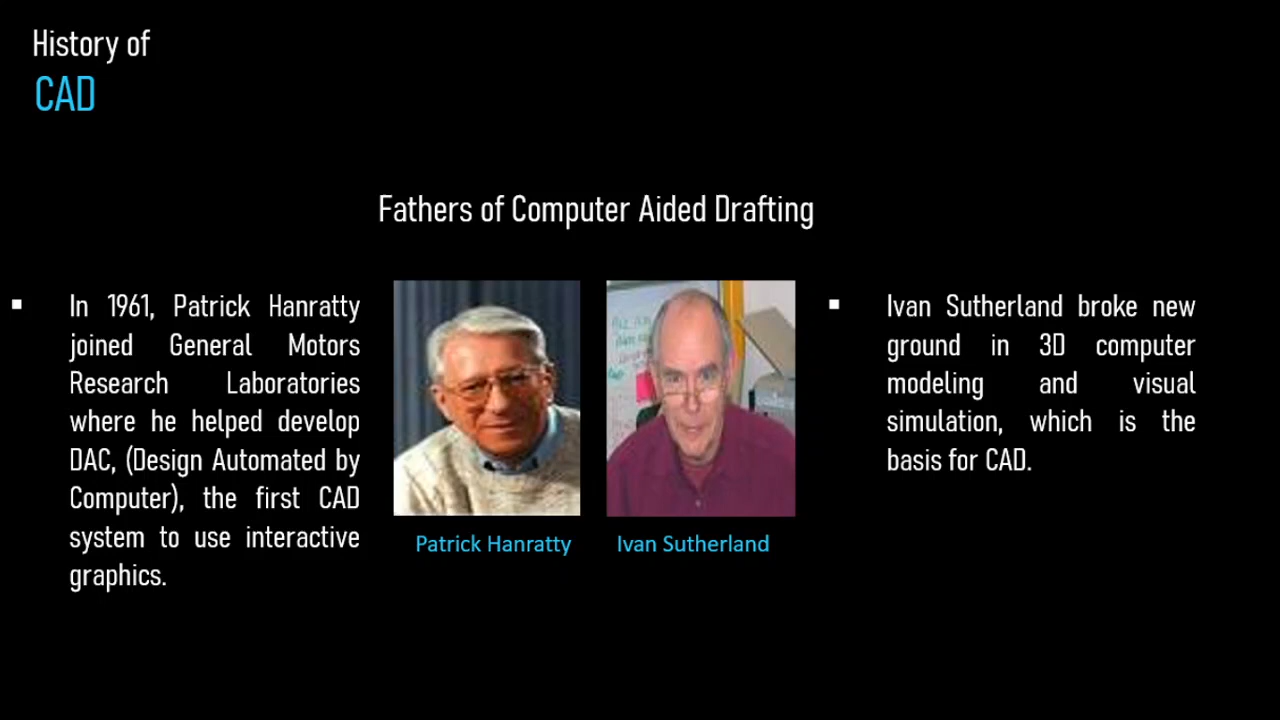 History of
CAD
Fathers of Computer Aided Drafting
▪ In 1961, Patrick Hanratty
joined General Motors
Research Laboratories
where he helped develop
DAC, (Design Automated by
Computer), the first CAD
system to use interactive
graphics.
Patrick Hanratty
Ivan Sutherland
▪ Ivan Sutherland broke new
ground in 3D computer
modeling and visual
simulation, which is the
basis for CAD.